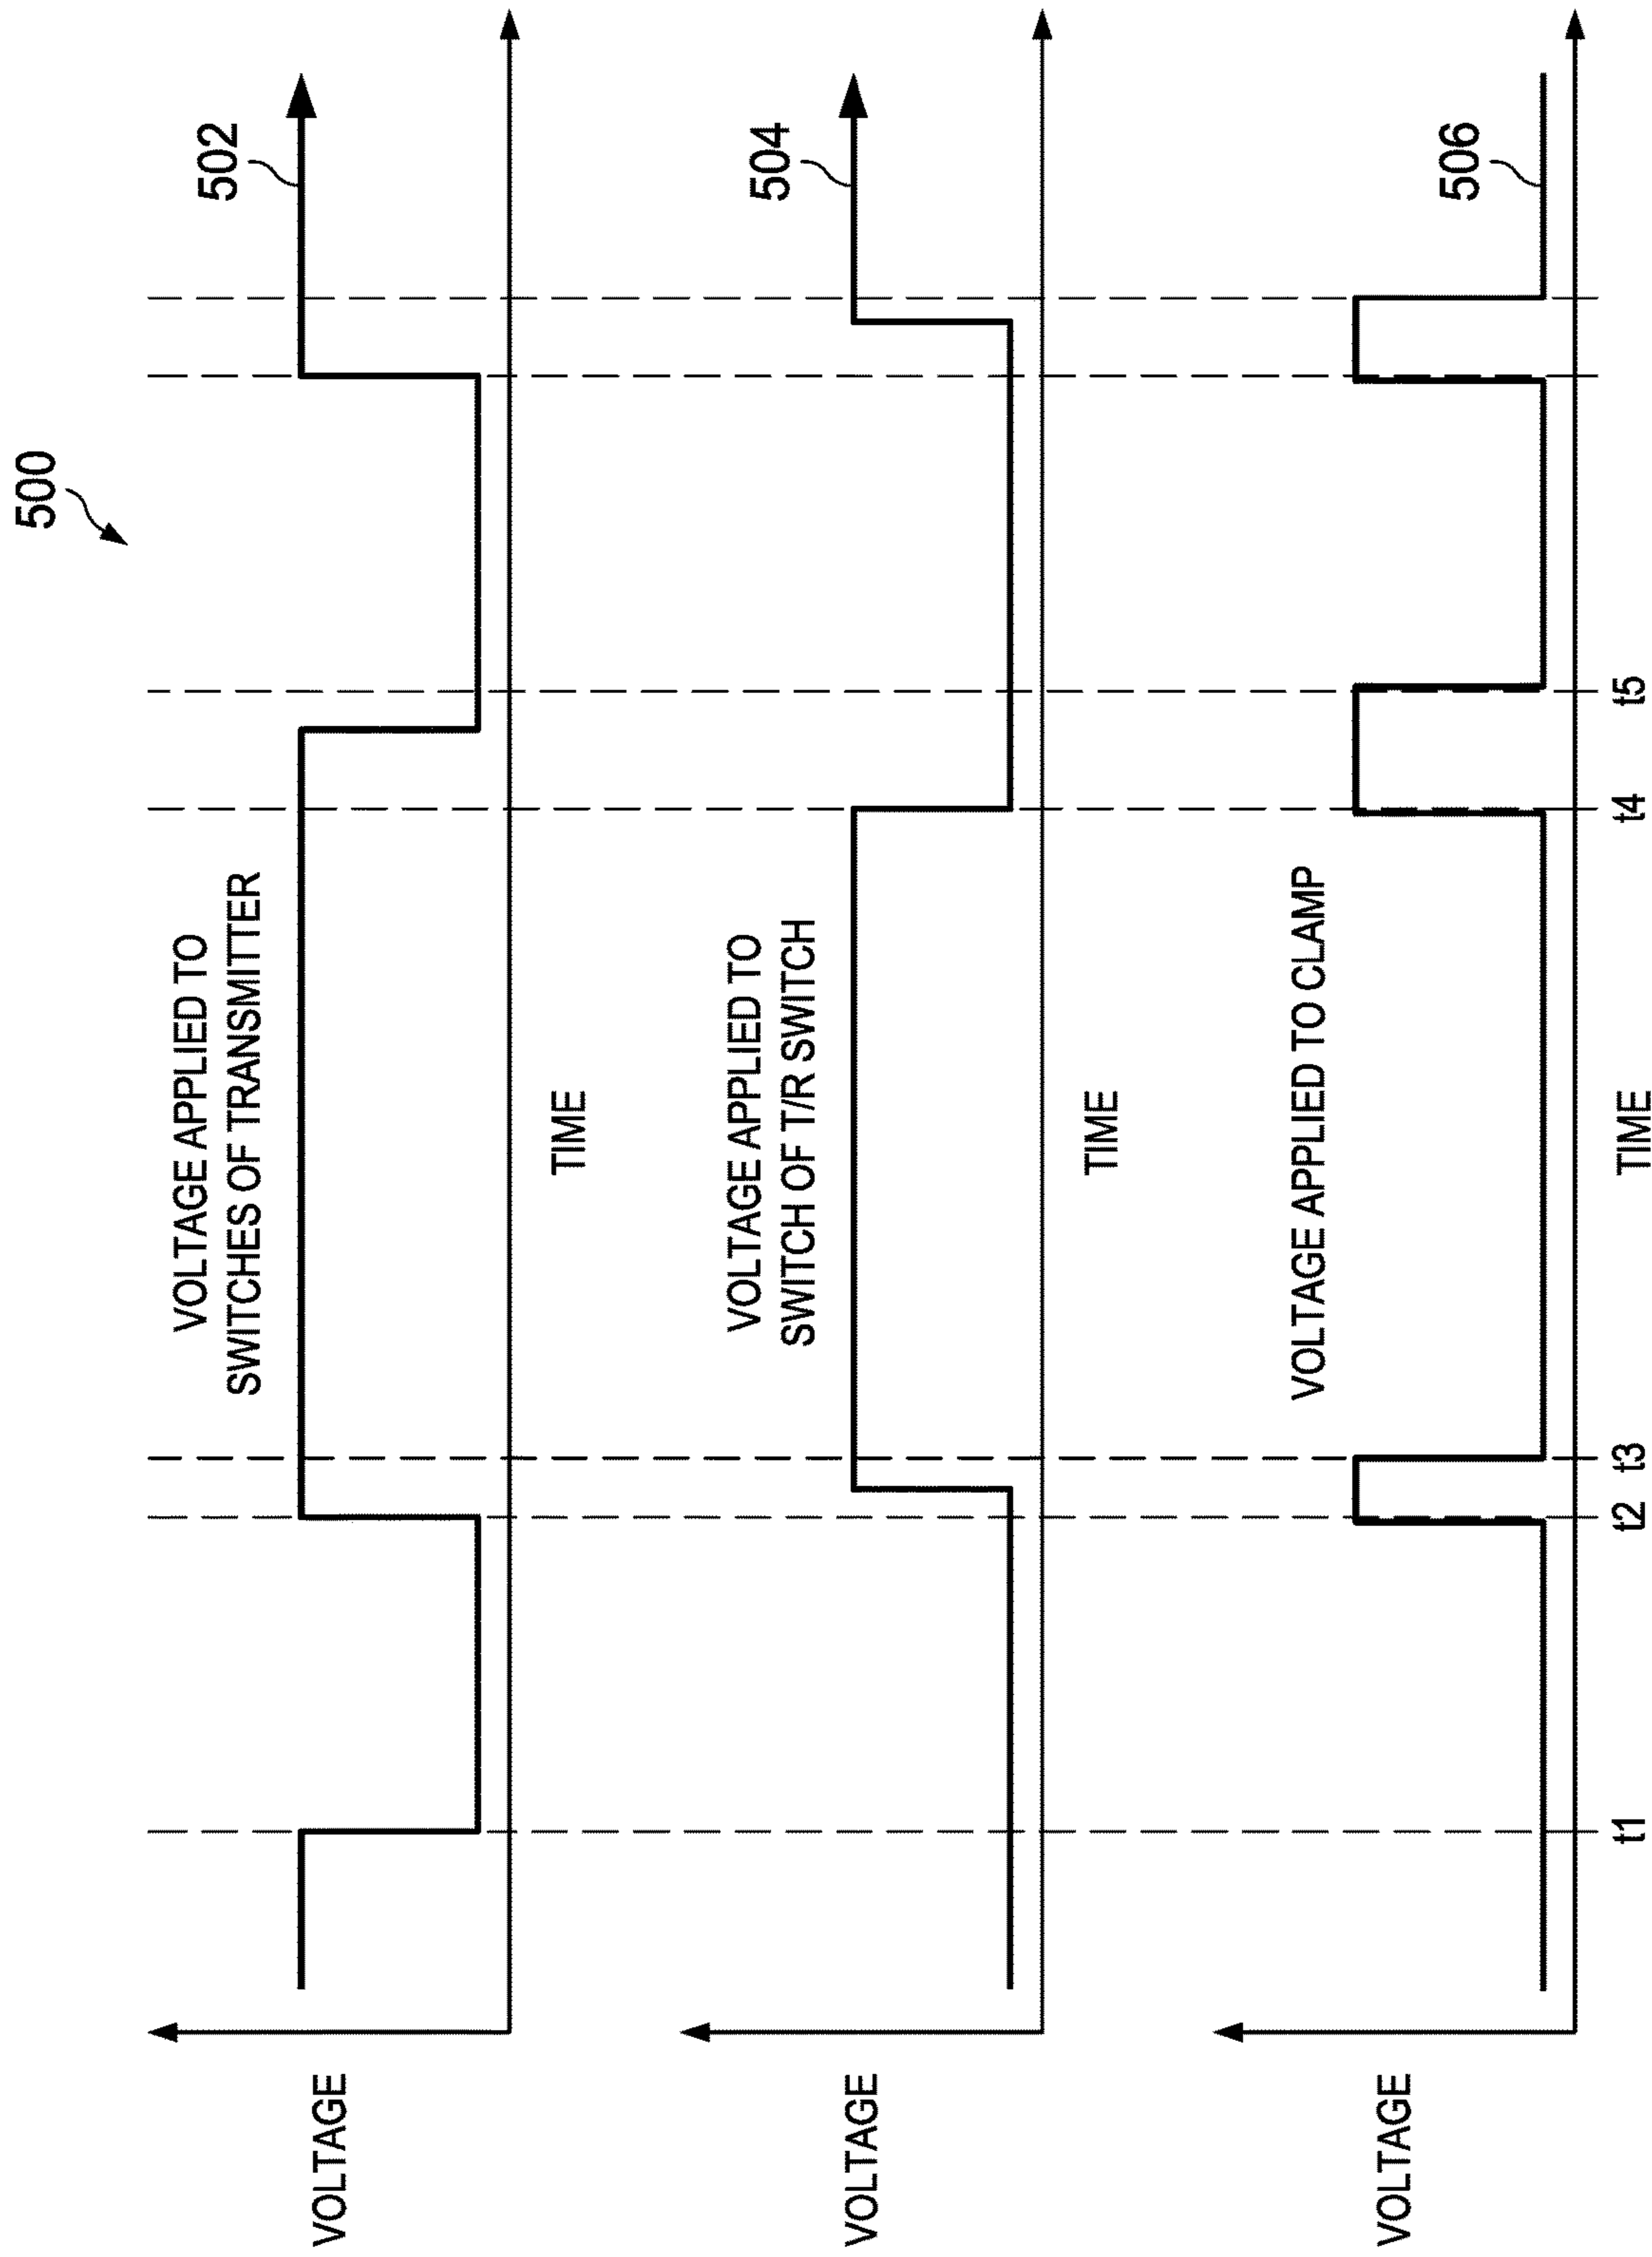 500
VOLTAGE
VOLTAGE APPLIED TO
SWITCHES OF TRANSMITTER
502
TIME
VOLTAGE
VOLTAGE APPLIED TO
SWITCH OF T/R SWITCH
504
TIME
VOLTAGE
VOLTAGE APPLIED TO CLAMP
506
t1
t2
t3
t4
t5
TIME